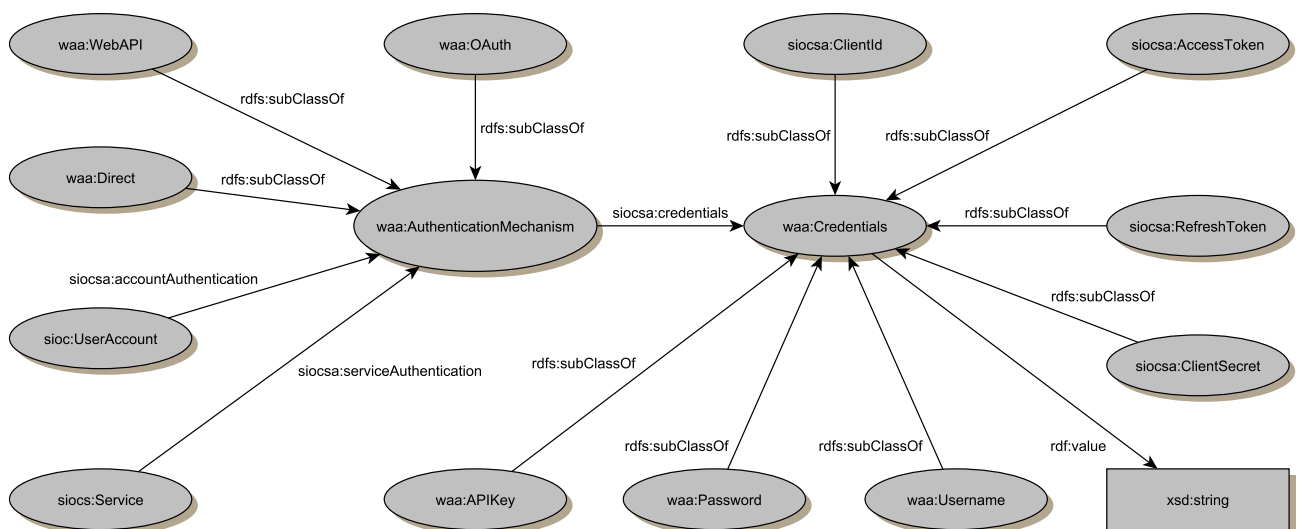 waa:WebAPI
waa:OAuth
siocsa:ClientId
siocsa:AccessToken
rdfs:subClassOf
rdfs:subClassOf
rdfs:subClassOf
rdfs:subClassOf
waa:Direct
rdfs:subClassOf
waa:AuthenticationMechanism
siocsa:credentials
waa:Credentials
rdfs:subClassOf
siocsa:RefreshToken
siocsa:accountAuthentication
rdfs:subClassOf
sioc:UserAccount
siocsa:serviceAuthentication
rdfs:subClassOf
siocsa:ClientSecret
rdfs:subClassOf
rdfs:subClassOf
rdf:value
siocs:Service
waa:APIKey
waa:Password
waa:Username
xsd:string